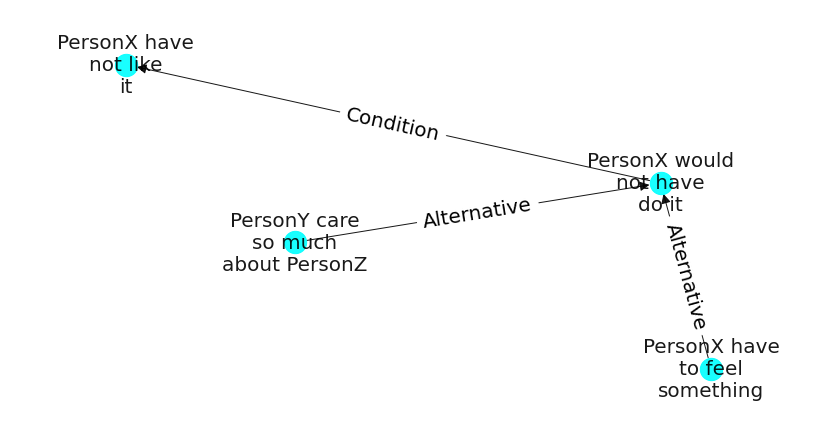 PersonX have
not like
it
Condition
PersonX would
not have
do it
Alternative
PersonY care
so much
about PersonZ
Alternative
PersonX have
to feel
something